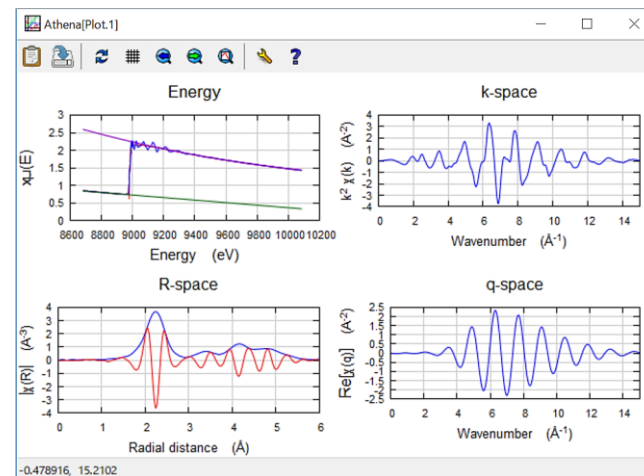 Athena[Plot.1]
Energy
3
2.5
2
1.5
1
0.5
0
xμ(E)
8600 8800 9000 9200 9400 9600 9800 10000 10200
Energy (eV)
k-space
4
3
2
1
0
-1
-2
-3
-4
k² χ(k) (Å⁻²)
0 2 4 6 8 10 12 14
Wavenumber (Å⁻¹)
R-space
4
3
2
1
0
-1
-2
-3
-4
|χ(R)| (Å⁻³)
0 1 2 3 4 5 6
Radial distance (Å)
q-space
2.5
2
1.5
1
0.5
0
-0.5
-1
-1.5
-2
-2.5
Re[χ(q)] (Å⁻²)
0 2 4 6 8 10 12 14
Wavenumber (Å⁻¹)
-0.478916, 15.2102